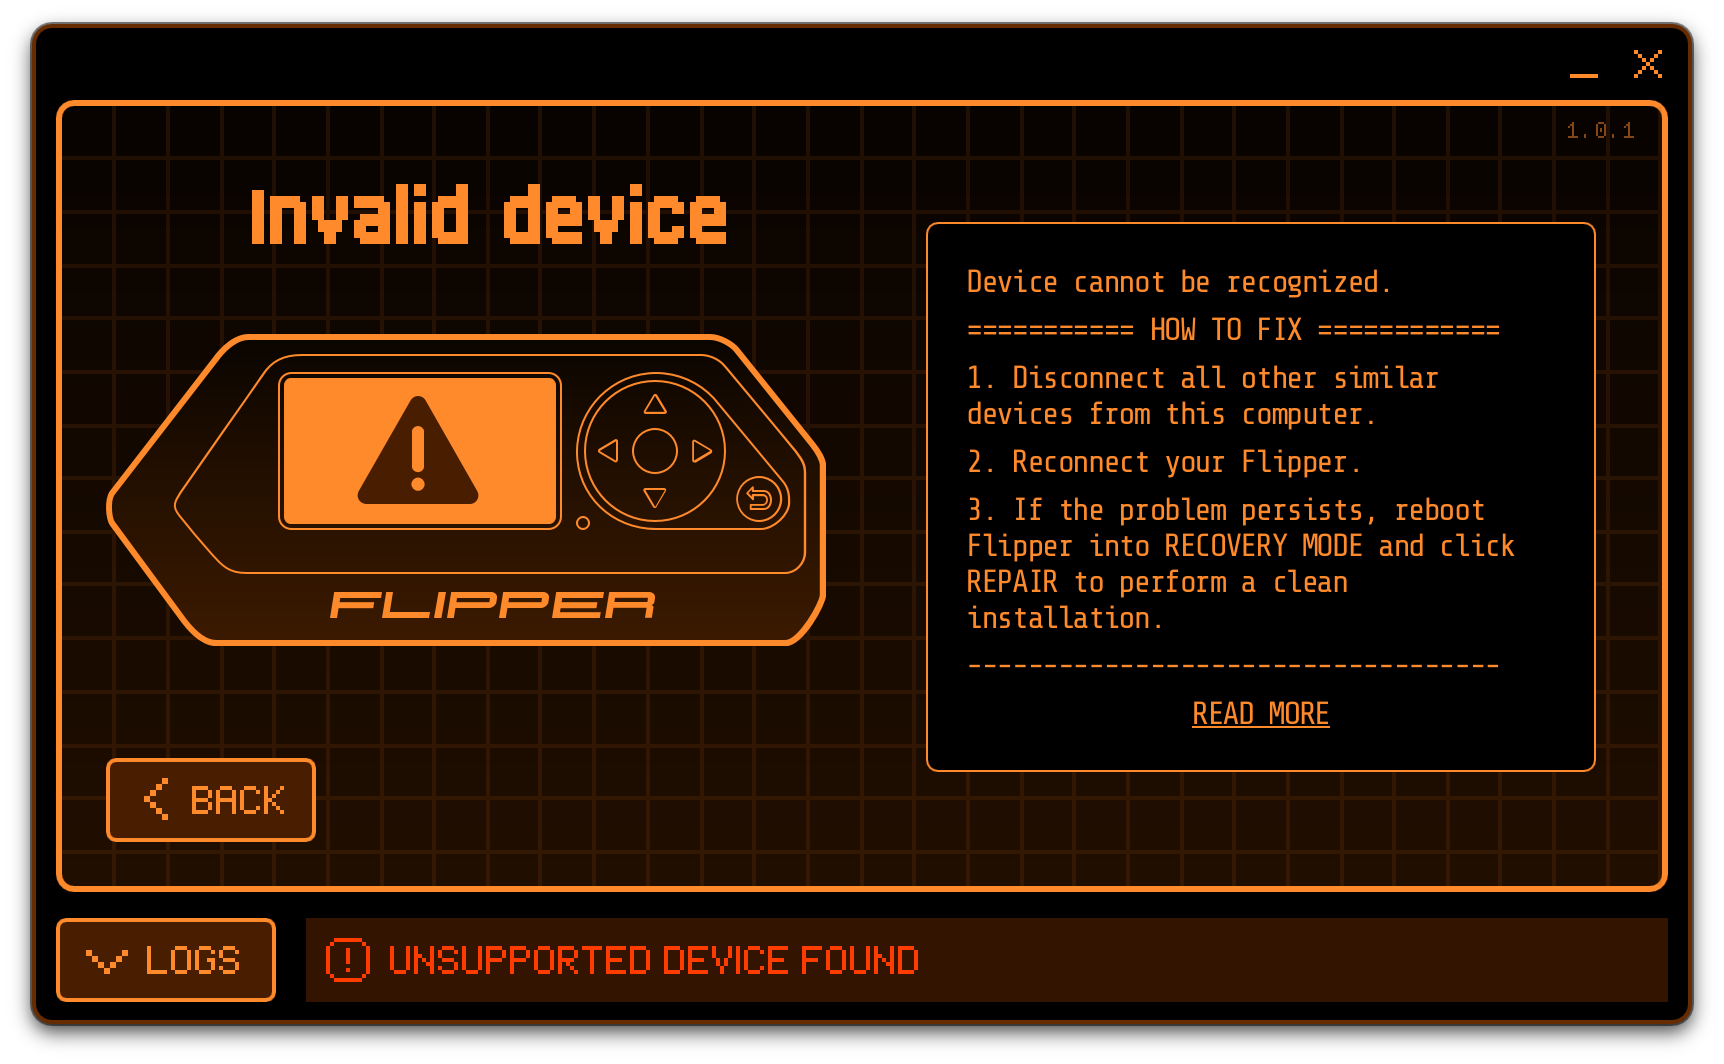 1.0.1
Invalid device
FLIPPER
BACK
Device cannot be recognized.
=========== HOW TO FIX ============
1. Disconnect all other similar
devices from this computer.
2. Reconnect your Flipper.
3. If the problem persists, reboot
Flipper into RECOVERY MODE and click
REPAIR to perform a clean
installation.
-----------------------------------
READ MORE
LOGS
UNSUPPORTED DEVICE FOUND